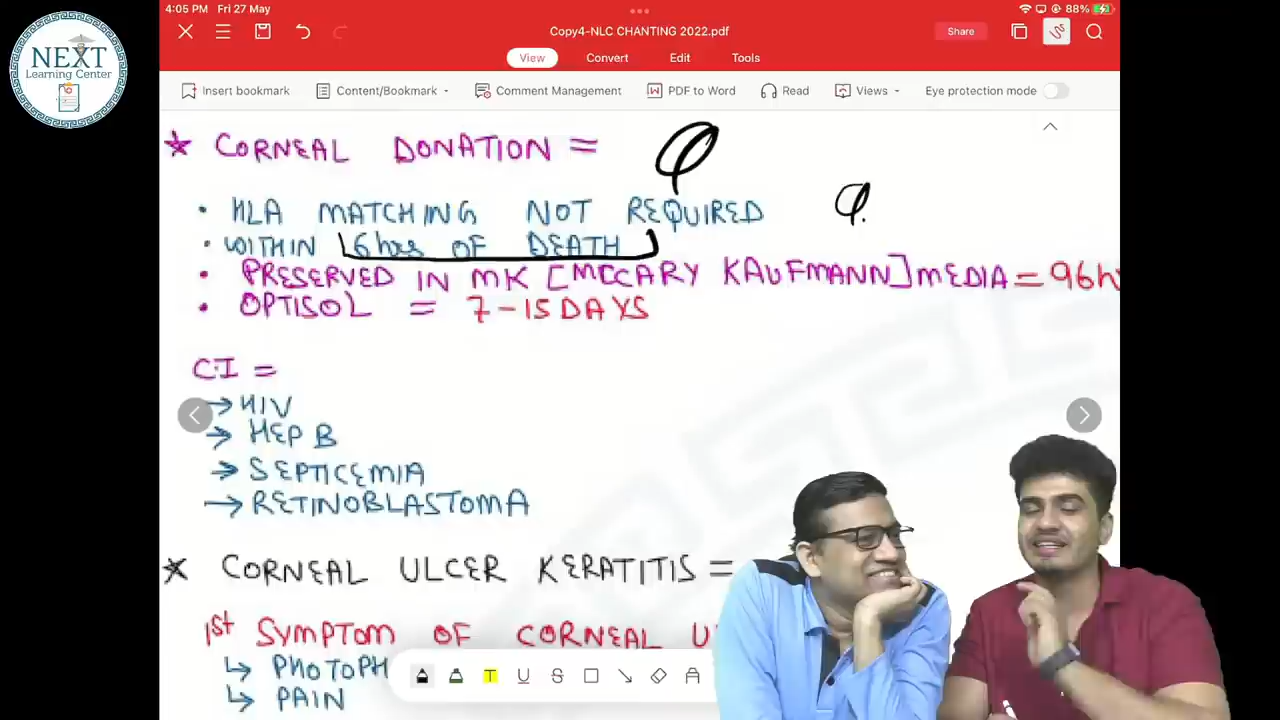 4:05 PM Fri 27 May
88%
NEXT
Learning Center
Copy4-NLC CHANTING 2022.pdf
Share
View Convert Edit Tools
Insert bookmark Content/Bookmark Comment Management PDF to Word Read Views Eye protection mode
★ CORNEAL DONATION =
• HLA MATCHING NOT REQUIRED
• WITHIN 6hrs OF DEATH
• PRESERVED IN MK [MCCARY KAUFMANN] MEDIA = 96h
• OPTISOL = 7-15 DAYS
CI =
→ HIV
→ HEP B
→ SEPTICEMIA
→ RETINOBLASTOMA
★ CORNEAL ULCER KERATITIS =
1st SYMPTOM OF CORNEAL U
↳ PHOTOPH
↳ PAIN